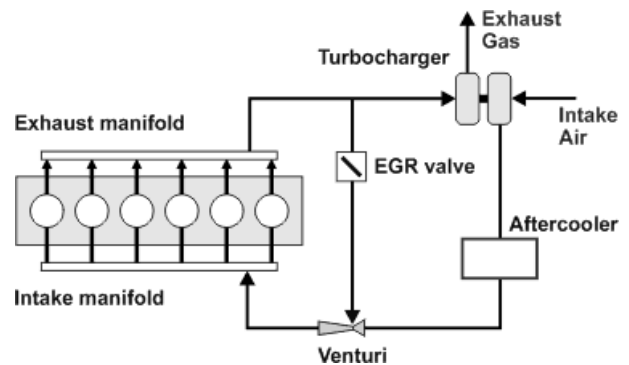 Exhaust
Gas
Turbocharger
Intake
Air
Exhaust manifold
EGR valve
Aftercooler
Intake manifold
Venturi